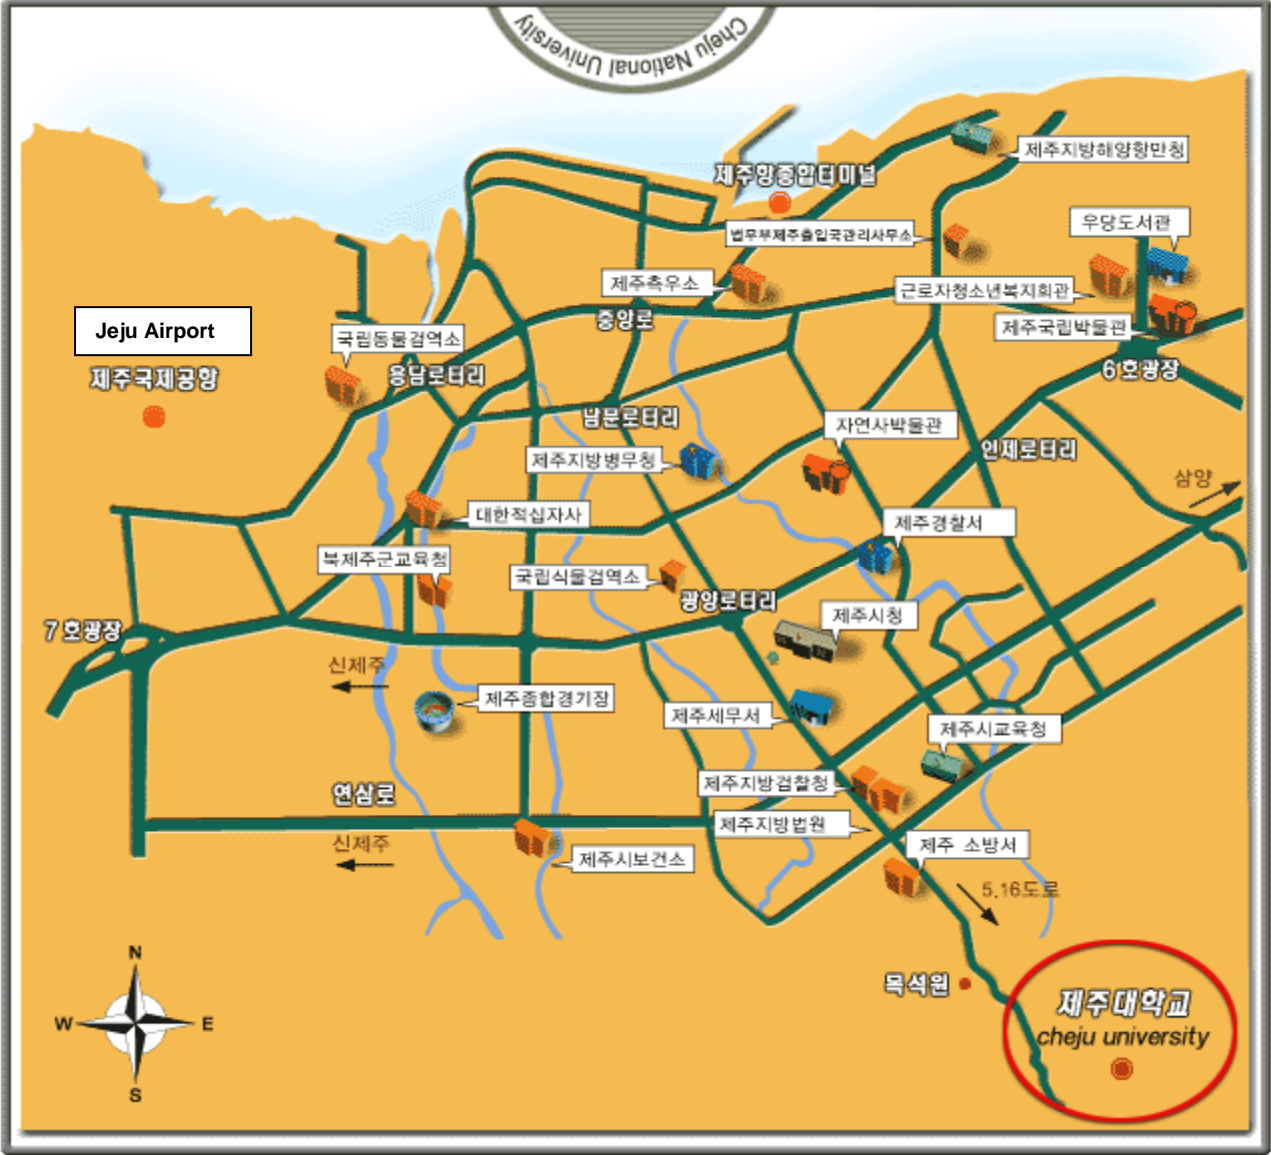 Cheju National University
제주지방해양항만청
제주항종합터미널
우당도서관
법무부제주출입국관리사무소
제주측우소
근로자청소년복지회관
Jeju Airport
중앙로
제주국립박물관
국립동물검역소
6호광장
제주국제공항
용담로터리
남문로터리
자연사박물관
인제로터리
제주지방병무청
삼양
대한적십자사
제주경찰서
북제주군교육청
국립식물검역소
광양로터리
제주시청
7호광장
신제주
제주종합경기장
제주세무서
제주시교육청
제주지방검찰청
연삼로
제주지방법원
신제주
제주 소방서
제주시보건소
5.16도로
N
목석원
제주대학교
W
E
cheju university
S